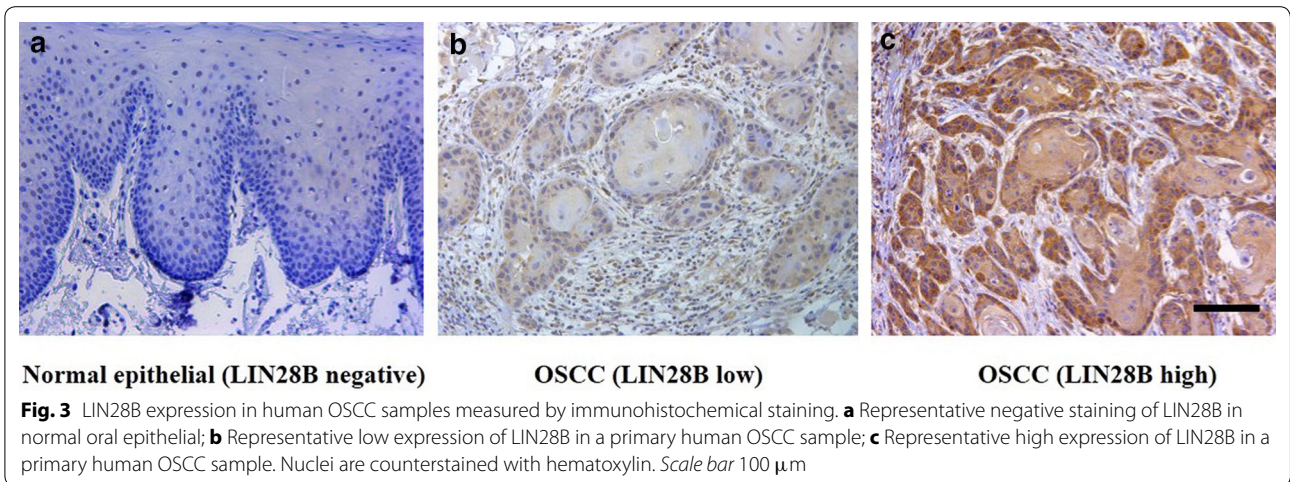 a
b
c
Normal epithelial (LIN28B negative)
OSCC (LIN28B low)
OSCC (LIN28B high)
Fig. 3 LIN28B expression in human OSCC samples measured by immunohistochemical staining. a Representative negative staining of LIN28B in
normal oral epithelial; b Representative low expression of LIN28B in a primary human OSCC sample; c Representative high expression of LIN28B in a
primary human OSCC sample. Nuclei are counterstained with hematoxylin. Scale bar 100 μm